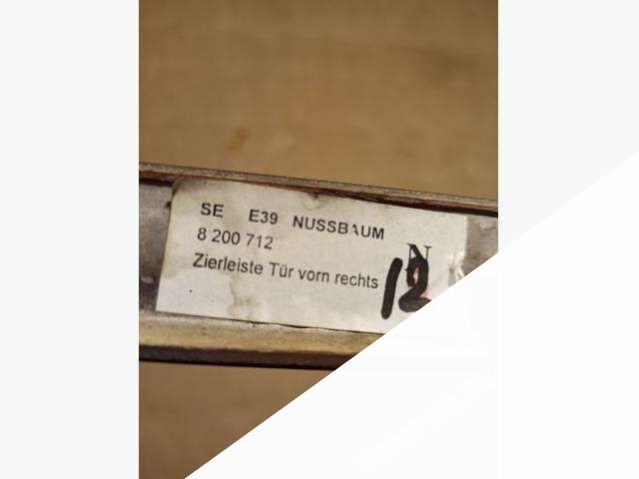 SE E39 NUSSBAUM
8 200 712
Zierleiste Tür vorn rechts
N
12